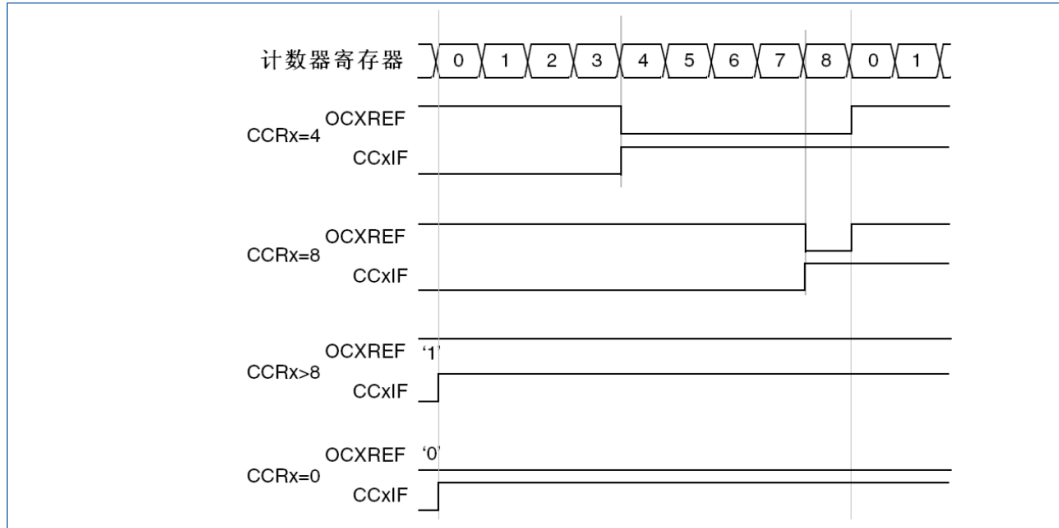 计数器寄存器 0 1 2 3 4 5 6 7 8 0 1
OCXREF
CCRx=4
CCxIF
OCXREF
CCRx=8
CCxIF
OCXREF ‘1’
CCRx>8
CCxIF
OCXREF ‘0’
CCRx=0
CCxIF